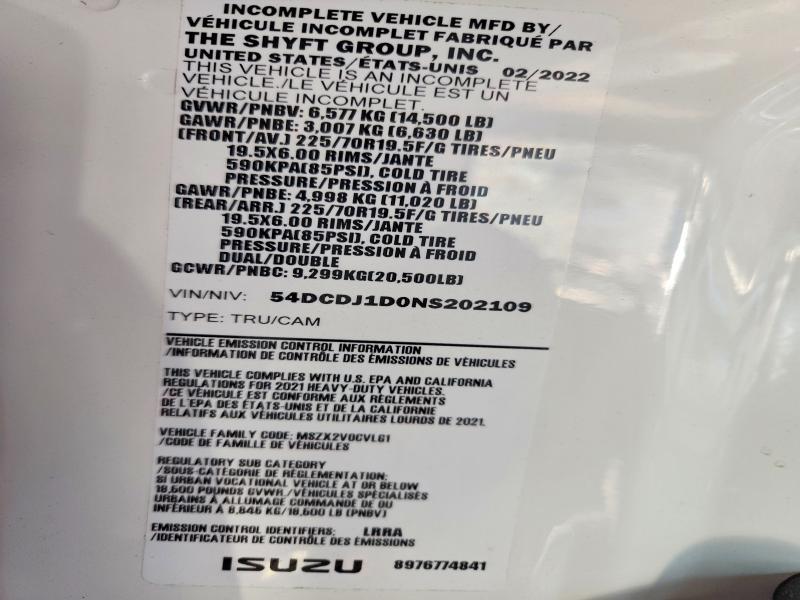 INCOMPLETE VEHICLE MFD BY/
VÉHICULE INCOMPLET FABRIQUÉ PAR
THE SHYFT GROUP, INC.
UNITED STATES/ÉTATS-UNIS 02/2022
THIS VEHICLE IS AN INCOMPLETE
VEHICLE./LE VÉHICULE EST UN
VÉHICULE INCOMPLET.
GVWR/PNBV: 6,577 KG (14,500 LB)
GAWR/PNBE: 3,007 KG (6,630 LB)
(FRONT/AV.) 225/70R19.5F/G TIRES/PNEU
19.5X6.00 RIMS/JANTE
590KPA(85PSI), COLD TIRE
PRESSURE/PRESSION À FROID
GAWR/PNBE: 4,998 KG (11,020 LB)
(REAR/ARR.) 225/70R19.5F/G TIRES/PNEU
19.5X6.00 RIMS/JANTE
590KPA(85PSI), COLD TIRE
PRESSURE/PRESSION À FROID
DUAL/DOUBLE
GCWR/PNBC: 9,299KG(20,500LB)
VIN/NIV: 54DCDJ1D0NS202109
TYPE: TRU/CAM
VEHICLE EMISSION CONTROL INFORMATION
/INFORMATION DE CONTRÔLE DES ÉMISSIONS DE VÉHICULES
THIS VEHICLE COMPLIES WITH U.S. EPA AND CALIFORNIA
REGULATIONS FOR 2021 HEAVY-DUTY VEHICLES.
/CE VÉHICULE EST CONFORME AUX RÈGLEMENTS
DE L'EPA DES ÉTATS-UNIS ET DE LA CALIFORNIE
RELATIFS AUX VÉHICULES UTILITAIRES LOURDS DE 2021.
VEHICLE FAMILY CODE: MSZX2VOCVLG1
/CODE DE FAMILLE DE VÉHICULES
REGULATORY SUB CATEGORY
/SOUS-CATÉGORIE DE RÉGLEMENTATION:
SI URBAN VOCATIONAL VEHICLE AT OR BELOW
19,500 POUNDS GVWR./VÉHICULES SPÉCIALISÉS
URBAINS À ALLUMAGE COMMANDÉ DE OU
INFÉRIEUR À 8,845 KG/19,500 LB (PNBV)
EMISSION CONTROL IDENTIFIERS: LRRA
/IDENTIFICATEUR DE CONTRÔLE DES ÉMISSIONS
ISUZU 8976774841